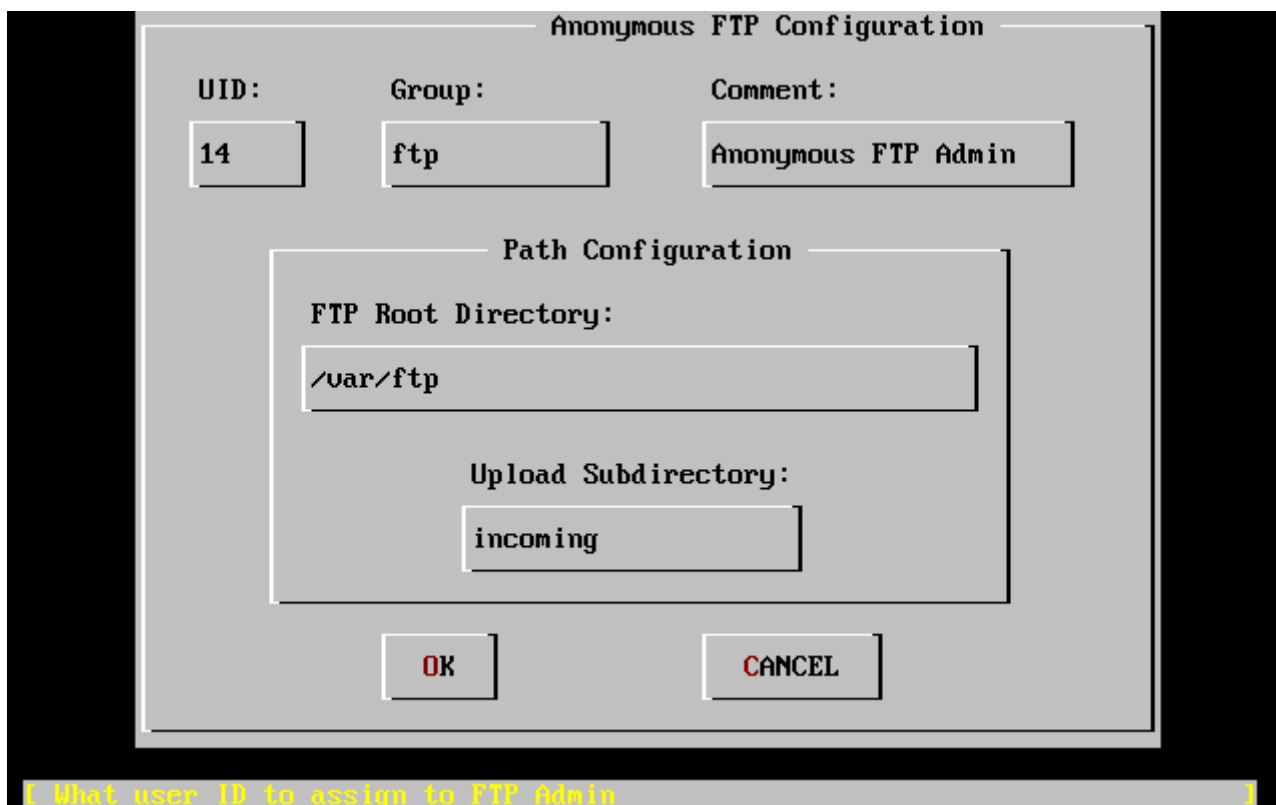 Anonymous FTP Configuration
UID: Group: Comment:
14 ftp Anonymous FTP Admin
Path Configuration
FTP Root Directory:
/var/ftp
Upload Subdirectory:
incoming
OK CANCEL
[ What user ID to assign to FTP Admin ]